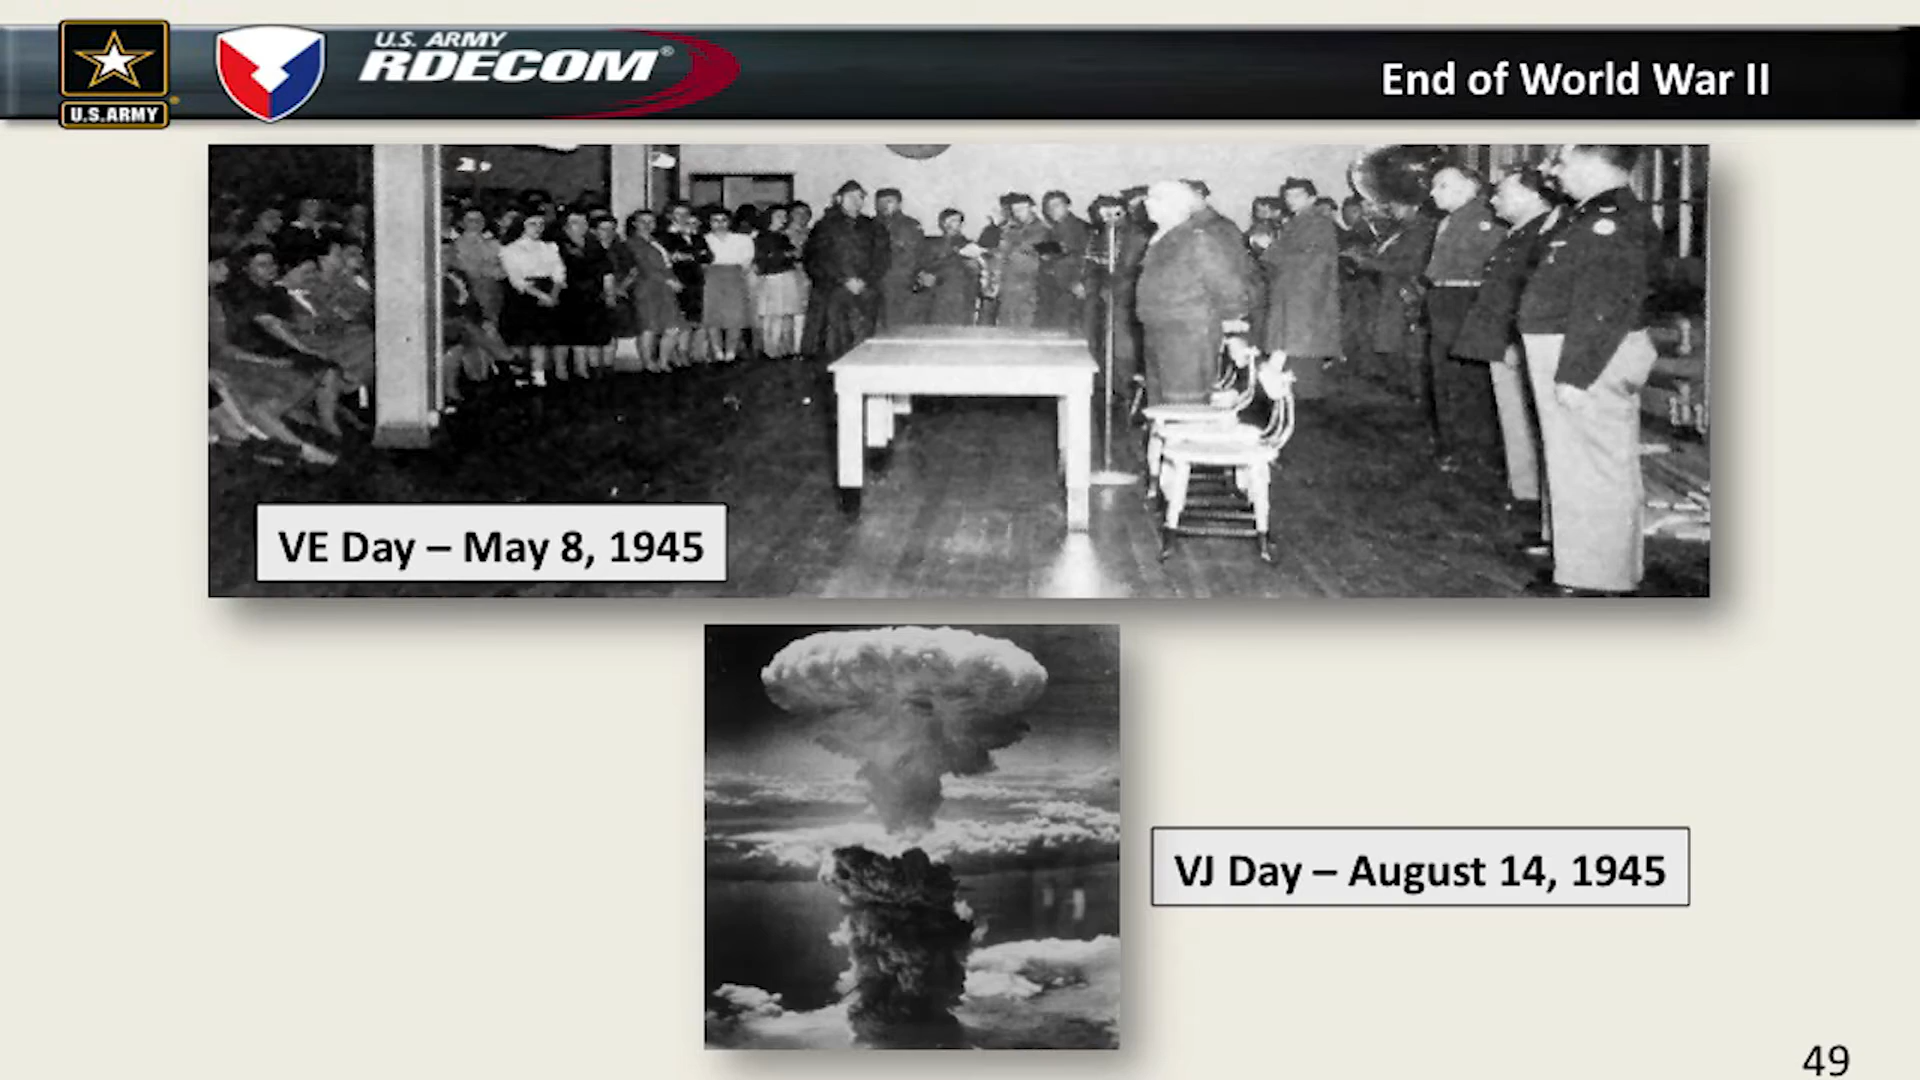 U.S. ARMY
U.S. ARMY
RDECOM®
End of World War II
VE Day – May 8, 1945
VJ Day – August 14, 1945
49